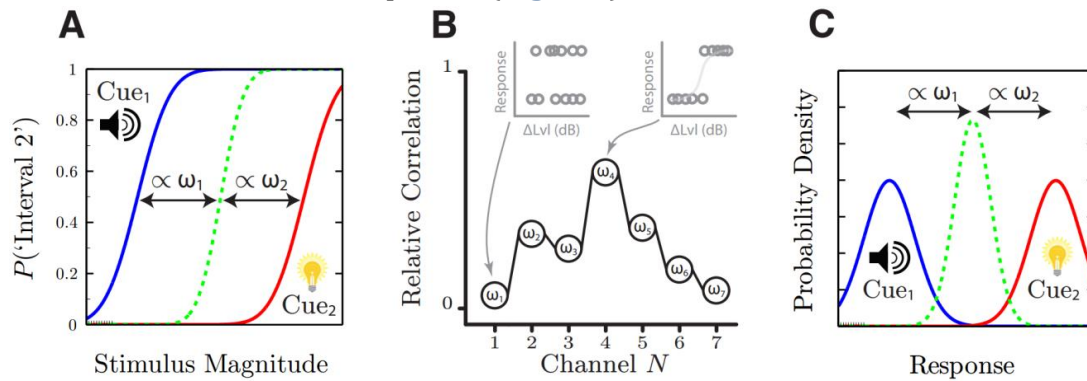 A
P('Interval 2')
1
0.8
0.6
0.4
0.2
0
Cue₁
∝ ω₁
∝ ω₂
Cue₂
Stimulus Magnitude
B
Relative Correlation
1
0
Response
ΔLvl (dB)
Response
ΔLvl (dB)
ω₁
ω₂
ω₃
ω₄
ω₅
ω₆
ω₇
1 2 3 4 5 6 7
Channel N
C
Probability Density
∝ ω₁
∝ ω₂
Cue₁
Cue₂
Response